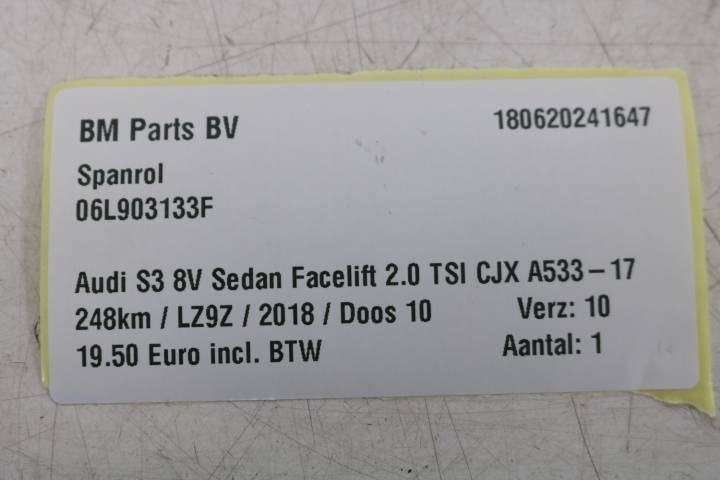 BM Parts BV 180620241647
Spanrol
06L903133F
Audi S3 8V Sedan Facelift 2.0 TSI CJX A533-17
248km / LZ9Z / 2018 / Doos 10 Verz: 10
19.50 Euro incl. BTW Aantal: 1